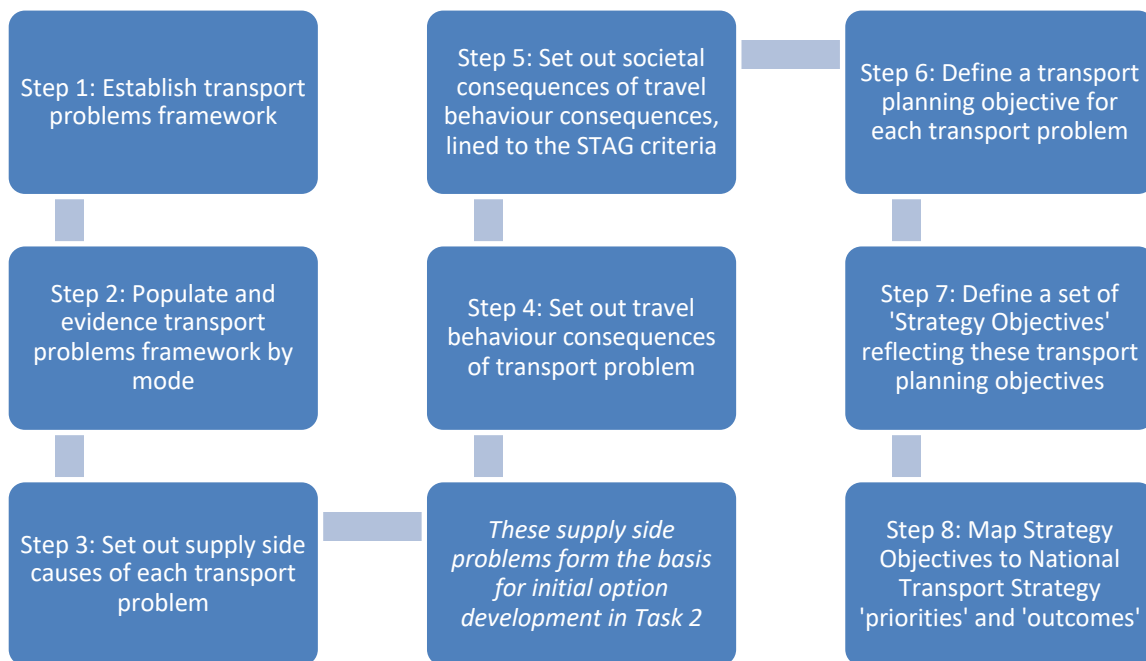 Step 1: Establish transport
problems framework
Step 2: Populate and
evidence transport
problems framework by
mode
Step 3: Set out supply side
causes of each transport
problem
These supply side
problems form the basis
for initial option
development in Task 2
Step 4: Set out travel
behaviour consequences
of transport problem
Step 5: Set out societal
consequences of travel
behaviour consequences,
lined to the STAG criteria
Step 6: Define a transport
planning objective for
each transport problem
Step 7: Define a set of
'Strategy Objectives'
reflecting these transport
planning objectives
Step 8: Map Strategy
Objectives to National
Transport Strategy
'priorities' and 'outcomes'